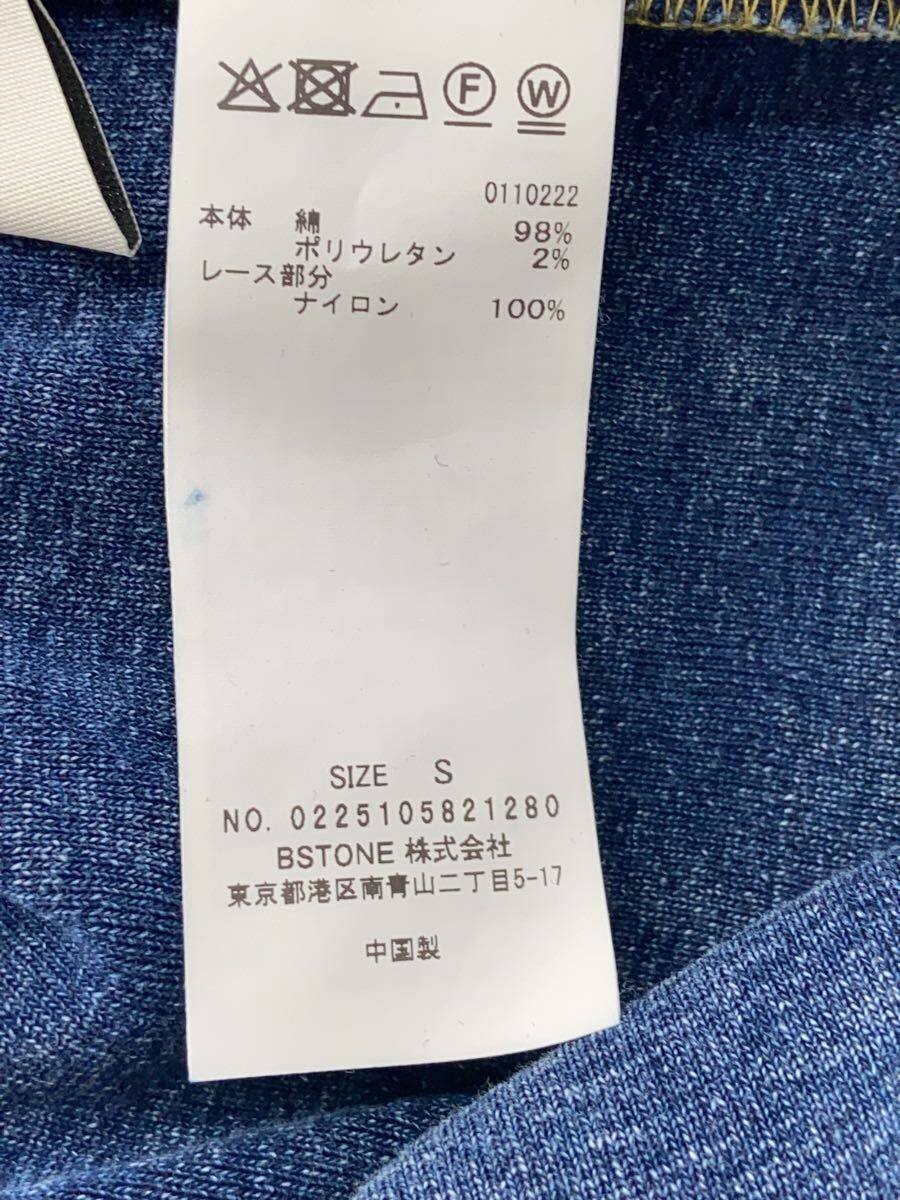 F W
0110222
本体 綿 98%
ポリウレタン 2%
レース部分
ナイロン 100%
SIZE S
NO. 0225105821280
BSTONE 株式会社
東京都港区南青山二丁目5-17
中国製